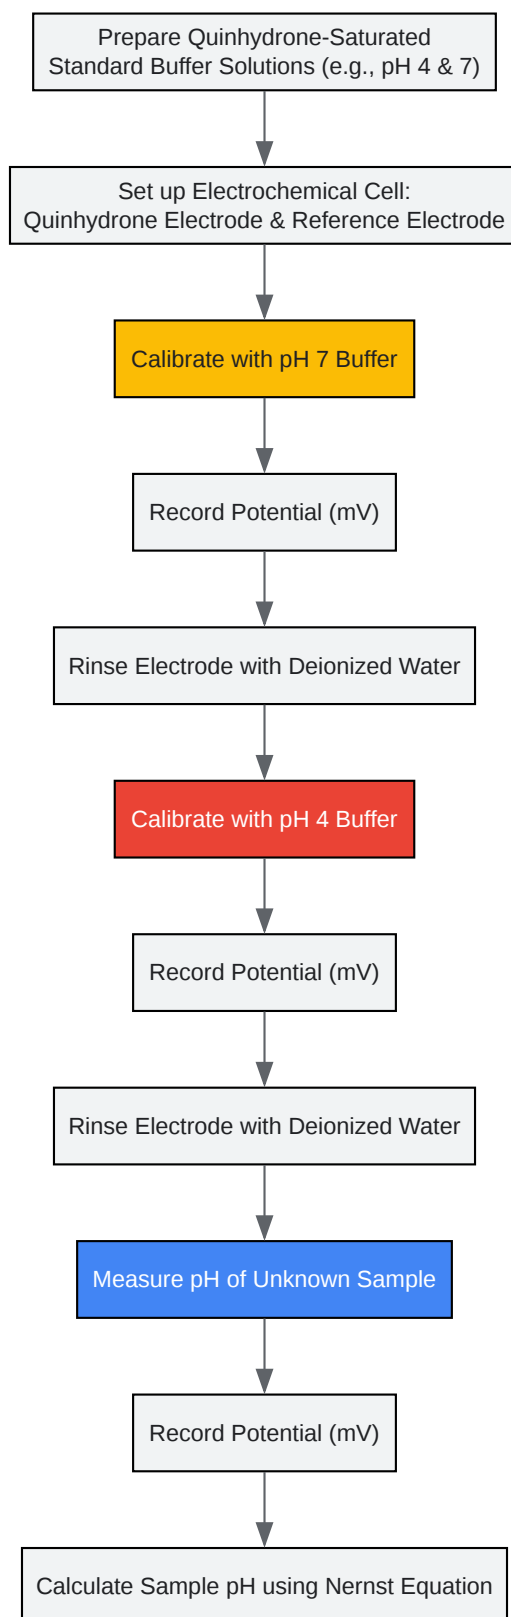 Prepare Quinhydrone-Saturated
Standard Buffer Solutions (e.g., pH 4 & 7)
Set up Electrochemical Cell:
Quinhydrone Electrode & Reference Electrode
Calibrate with pH 7 Buffer
Record Potential (mV)
Rinse Electrode with Deionized Water
Calibrate with pH 4 Buffer
Record Potential (mV)
Rinse Electrode with Deionized Water
Measure pH of Unknown Sample
Record Potential (mV)
Calculate Sample pH using Nernst Equation